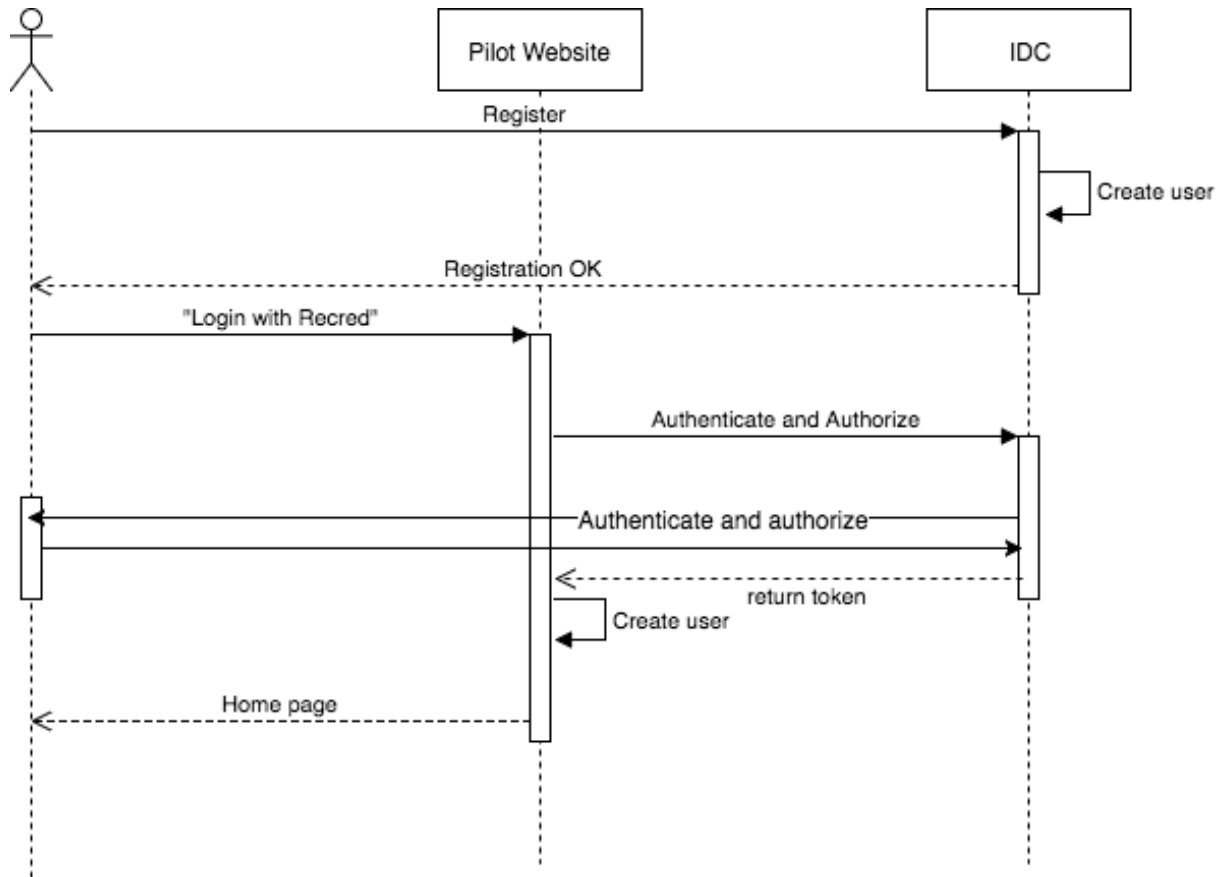 Pilot Website
IDC
Register
Create user
Registration OK
"Login with Recred"
Authenticate and Authorize
Authenticate and authorize
return token
Create user
Home page